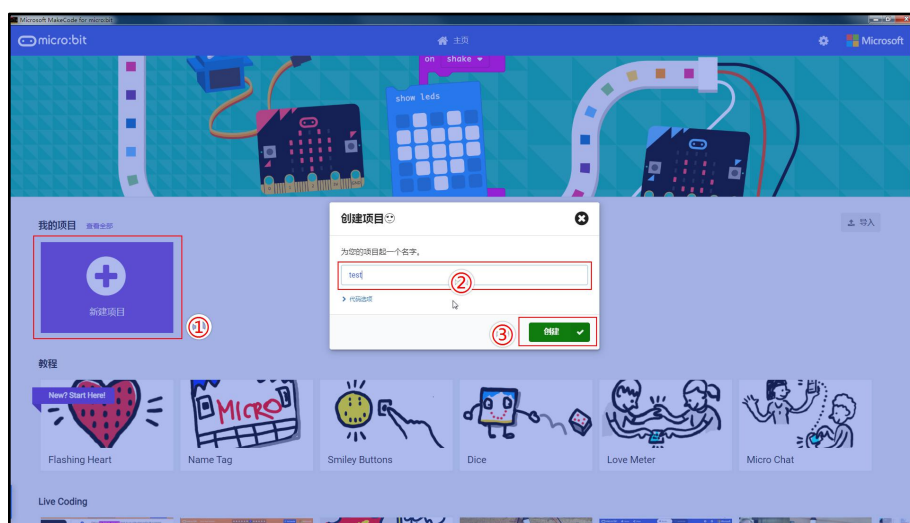 Microsoft MakeCode for micro:bit
micro:bit
主页
Microsoft
on shake
show leds
我的项目 查看全部
导入
创建项目
为您的项目起一个名字。
test
②
> 代码选项
新建项目
①
③
创建
教程
New? Start Here!
MICRO
Flashing Heart
Name Tag
Smiley Buttons
Dice
Love Meter
Micro Chat
Live Coding